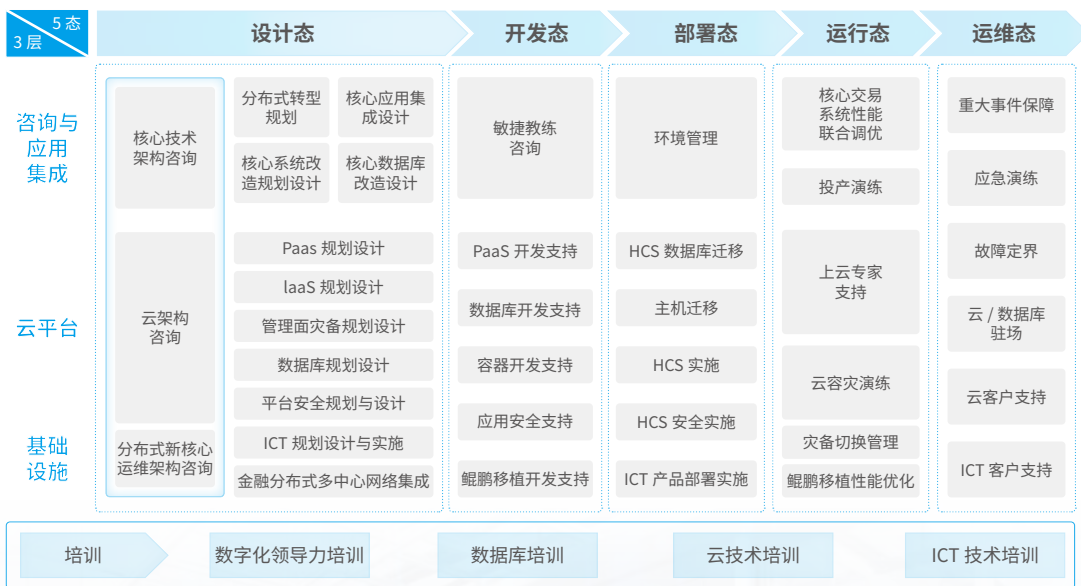 5 态
3 层
设计态
开发态
部署态
运行态
运维态
咨询与
应用
集成
云平台
基础
设施
核心技术
架构咨询
云架构
咨询
分布式新核心
运维架构咨询
分布式转型
规划
核心应用集
成设计
核心系统改
造规划设计
核心数据库
改造设计
Paas 规划设计
laaS 规划设计
管理面灾备规划设计
数据库规划设计
平台安全规划与设计
ICT 规划设计与实施
金融分布式多中心网络集成
敏捷教练
咨询
PaaS 开发支持
数据库开发支持
容器开发支持
应用安全支持
鲲鹏移植开发支持
环境管理
HCS 数据库迁移
主机迁移
HCS 实施
HCS 安全实施
ICT 产品部署实施
核心交易
系统性能
联合调优
投产演练
上云专家
支持
云容灾演练
灾备切换管理
鲲鹏移植性能优化
重大事件保障
应急演练
故障定界
云 / 数据库
驻场
云客户支持
ICT 客户支持
培训
数字化领导力培训
数据库培训
云技术培训
ICT 技术培训